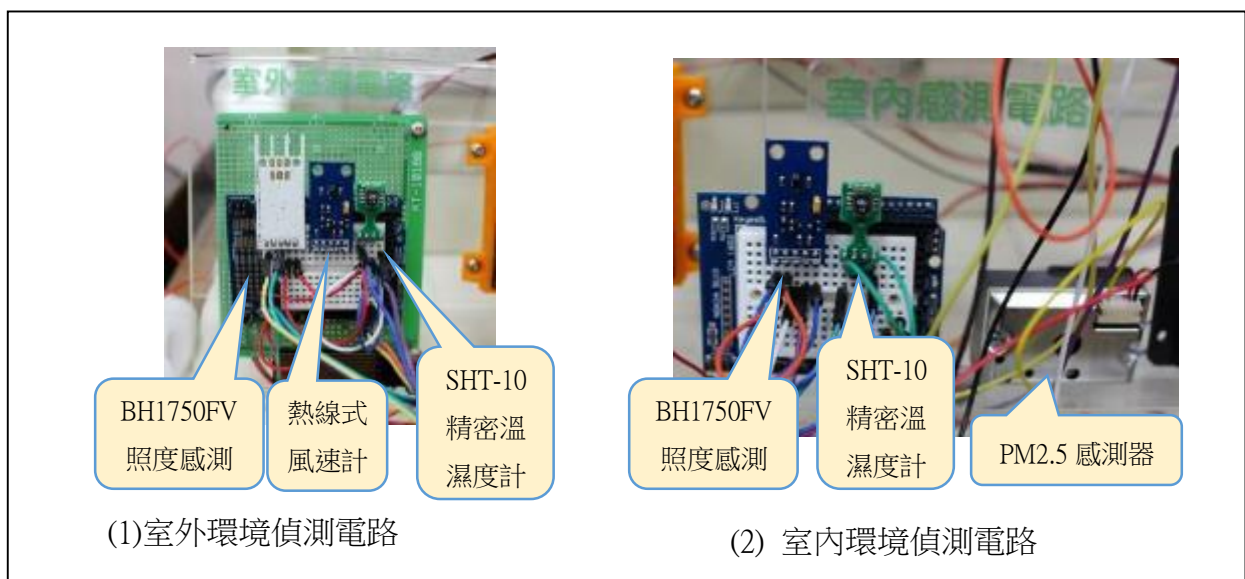 室外感測電路
室內感測電路
BH1750FV
照度感測
熱線式
風速計
SHT-10
精密溫
濕度計
BH1750FV
照度感測
SHT-10
精密溫
濕度計
PM2.5 感測器
(1)室外環境偵測電路
(2) 室內環境偵測電路